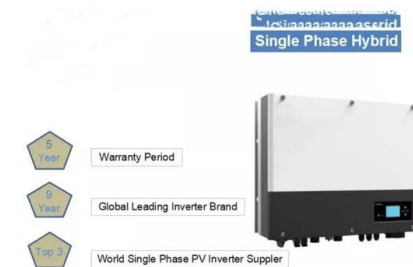 Single Phase Hybrid
5
Year
Warranty Period
9
Year
Global Leading Inverter Brand
Top 3
World Single Phase PV Inverter Suppler